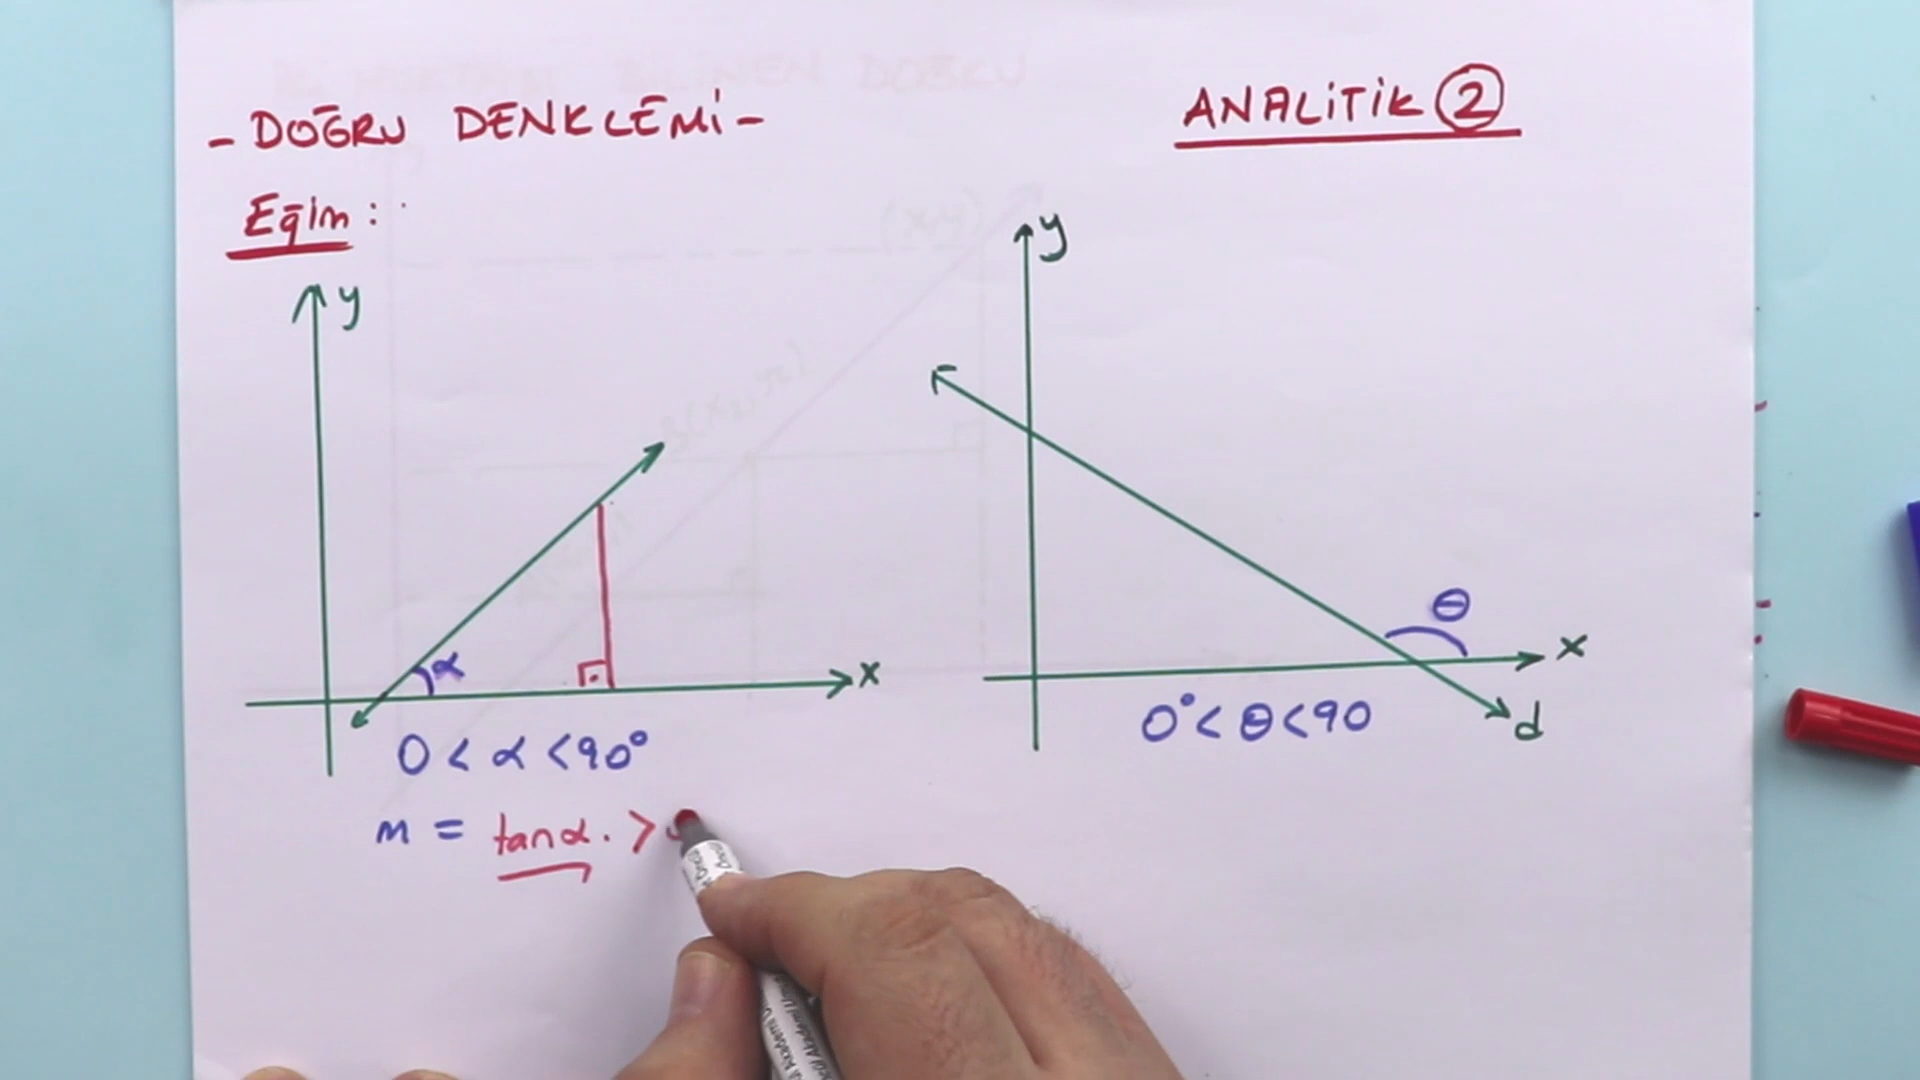 - DOĞRU DENKLEMİ -
ANALİTİK 2
Eğim :
y
α
x
0 < α < 90°
m = tanα. >
y
θ
x
d
0° < θ < 90